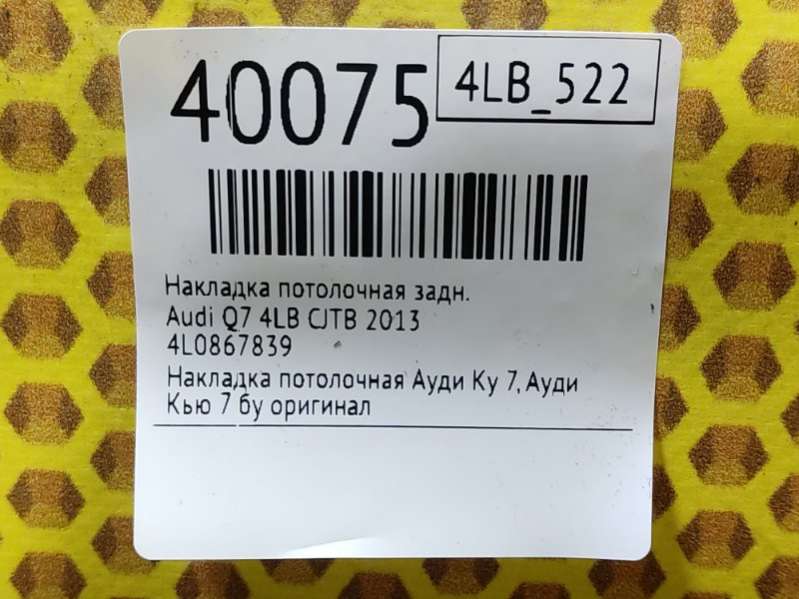 40075
4LB_522
Накладка потолочная задн.
Audi Q7 4LB CJTB 2013
4L0867839
Накладка потолочная Ауди Ку 7, Ауди
Кью 7 бу оригинал